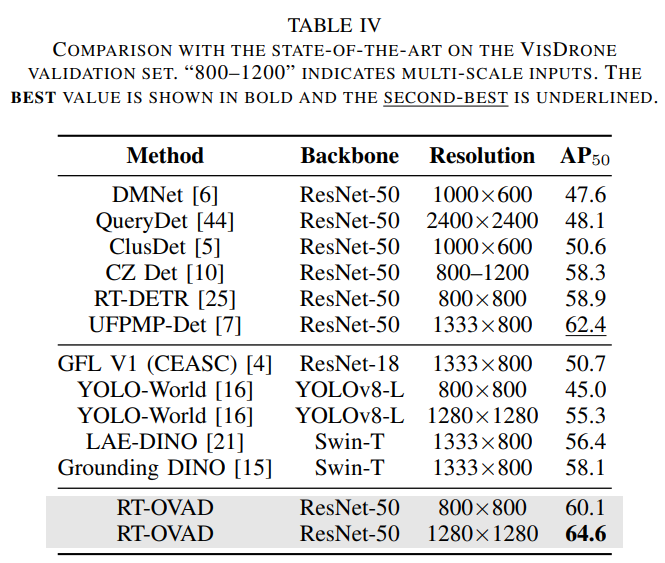 TABLE IV
COMPARISON WITH THE STATE-OF-THE-ART ON THE VISDRONE
VALIDATION SET. “800–1200” INDICATES MULTI-SCALE INPUTS. THE
BEST VALUE IS SHOWN IN BOLD AND THE SECOND-BEST IS UNDERLINED.
Method Backbone Resolution AP50
DMNet [6] ResNet-50 1000×600 47.6
QueryDet [44] ResNet-50 2400×2400 48.1
ClusDet [5] ResNet-50 1000×600 50.6
CZ Det [10] ResNet-50 800–1200 58.3
RT-DETR [25] ResNet-50 800×800 58.9
UFPMP-Det [7] ResNet-50 1333×800 62.4
GFL V1 (CEASC) [4] ResNet-18 1333×800 50.7
YOLO-World [16] YOLOv8-L 800×800 45.0
YOLO-World [16] YOLOv8-L 1280×1280 55.3
LAE-DINO [21] Swin-T 1333×800 56.4
Grounding DINO [15] Swin-T 1333×800 58.1
RT-OVAD ResNet-50 800×800 60.1
RT-OVAD ResNet-50 1280×1280 64.6